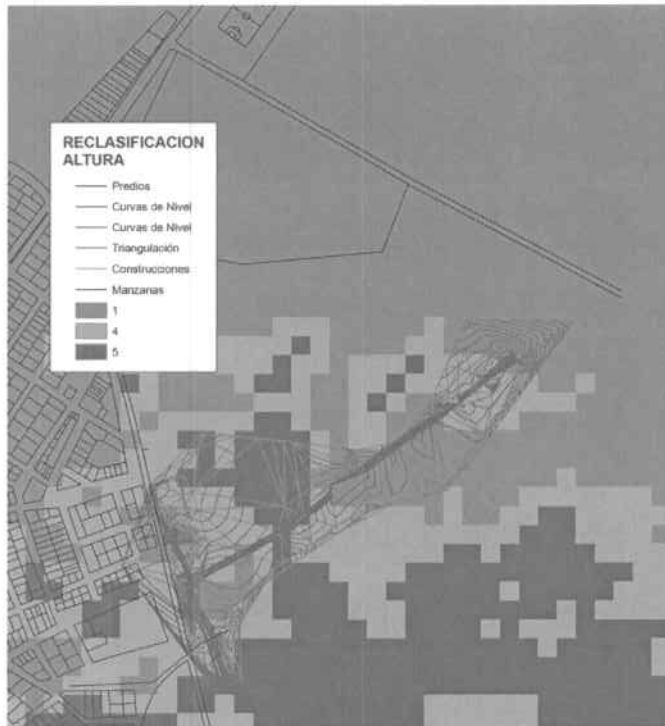 RECLASIFICACION
ALTURA
Predios
Curvas de Nivel
Curvas de Nivel
Triangulación
Construcciones
Manzanas
1
4
5